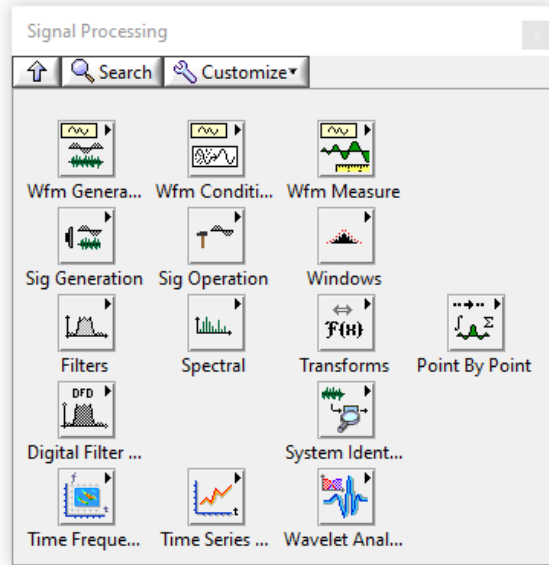 Signal Processing
Search Customize
Wfm Genera... Wfm Conditi... Wfm Measure
Sig Generation Sig Operation Windows
F(x)
Filters Spectral Transforms Point By Point
DFD
Digital Filter ... System Ident...
f
t t
Time Freque... Time Series ... Wavelet Anal...